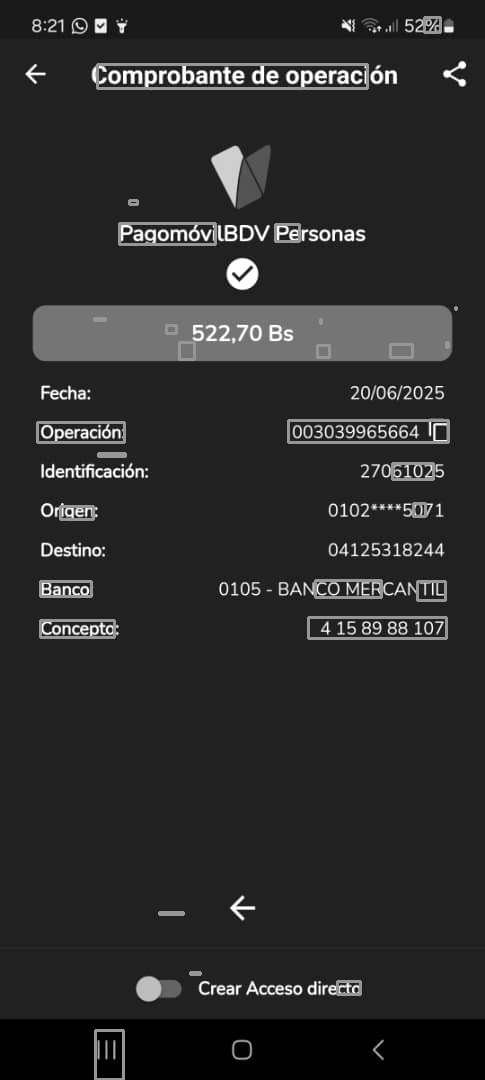 8:21 52%
Comprobante de operación
PagomóvilBDV Personas
522,70 Bs
Fecha: 20/06/2025
Operación: 003039965664
Identificación: 27061025
Origen: 0102****5071
Destino: 04125318244
Banco 0105 - BANCO MERCANTIL
Concepto: 4 15 89 88 107
Crear Acceso directo